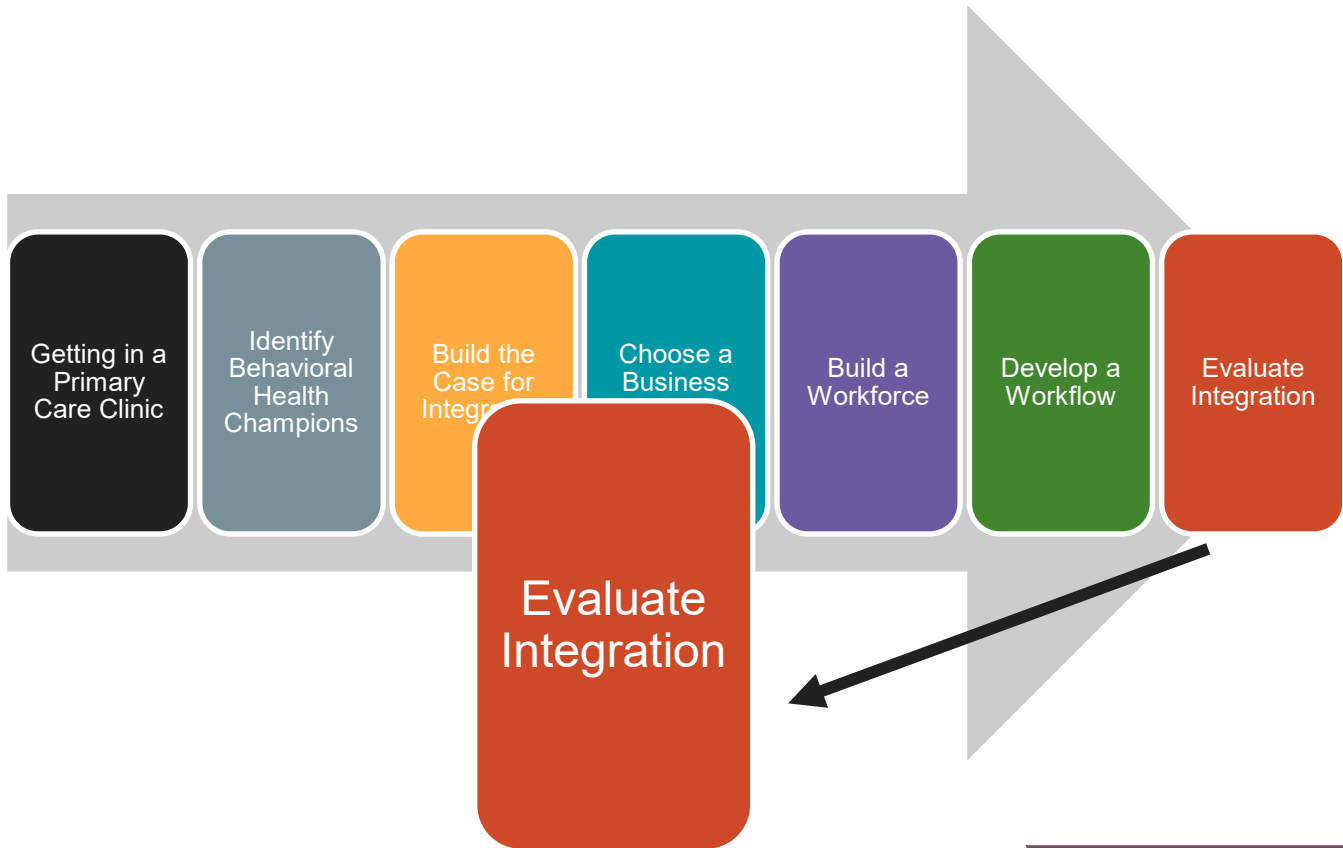 Getting in a
Primary
Care Clinic
Identify
Behavioral
Health
Champions
Build the
Case for
Choose a
Business
Build a
Workforce
Develop a
Workflow
Evaluate
Integration
Evaluate
Integration